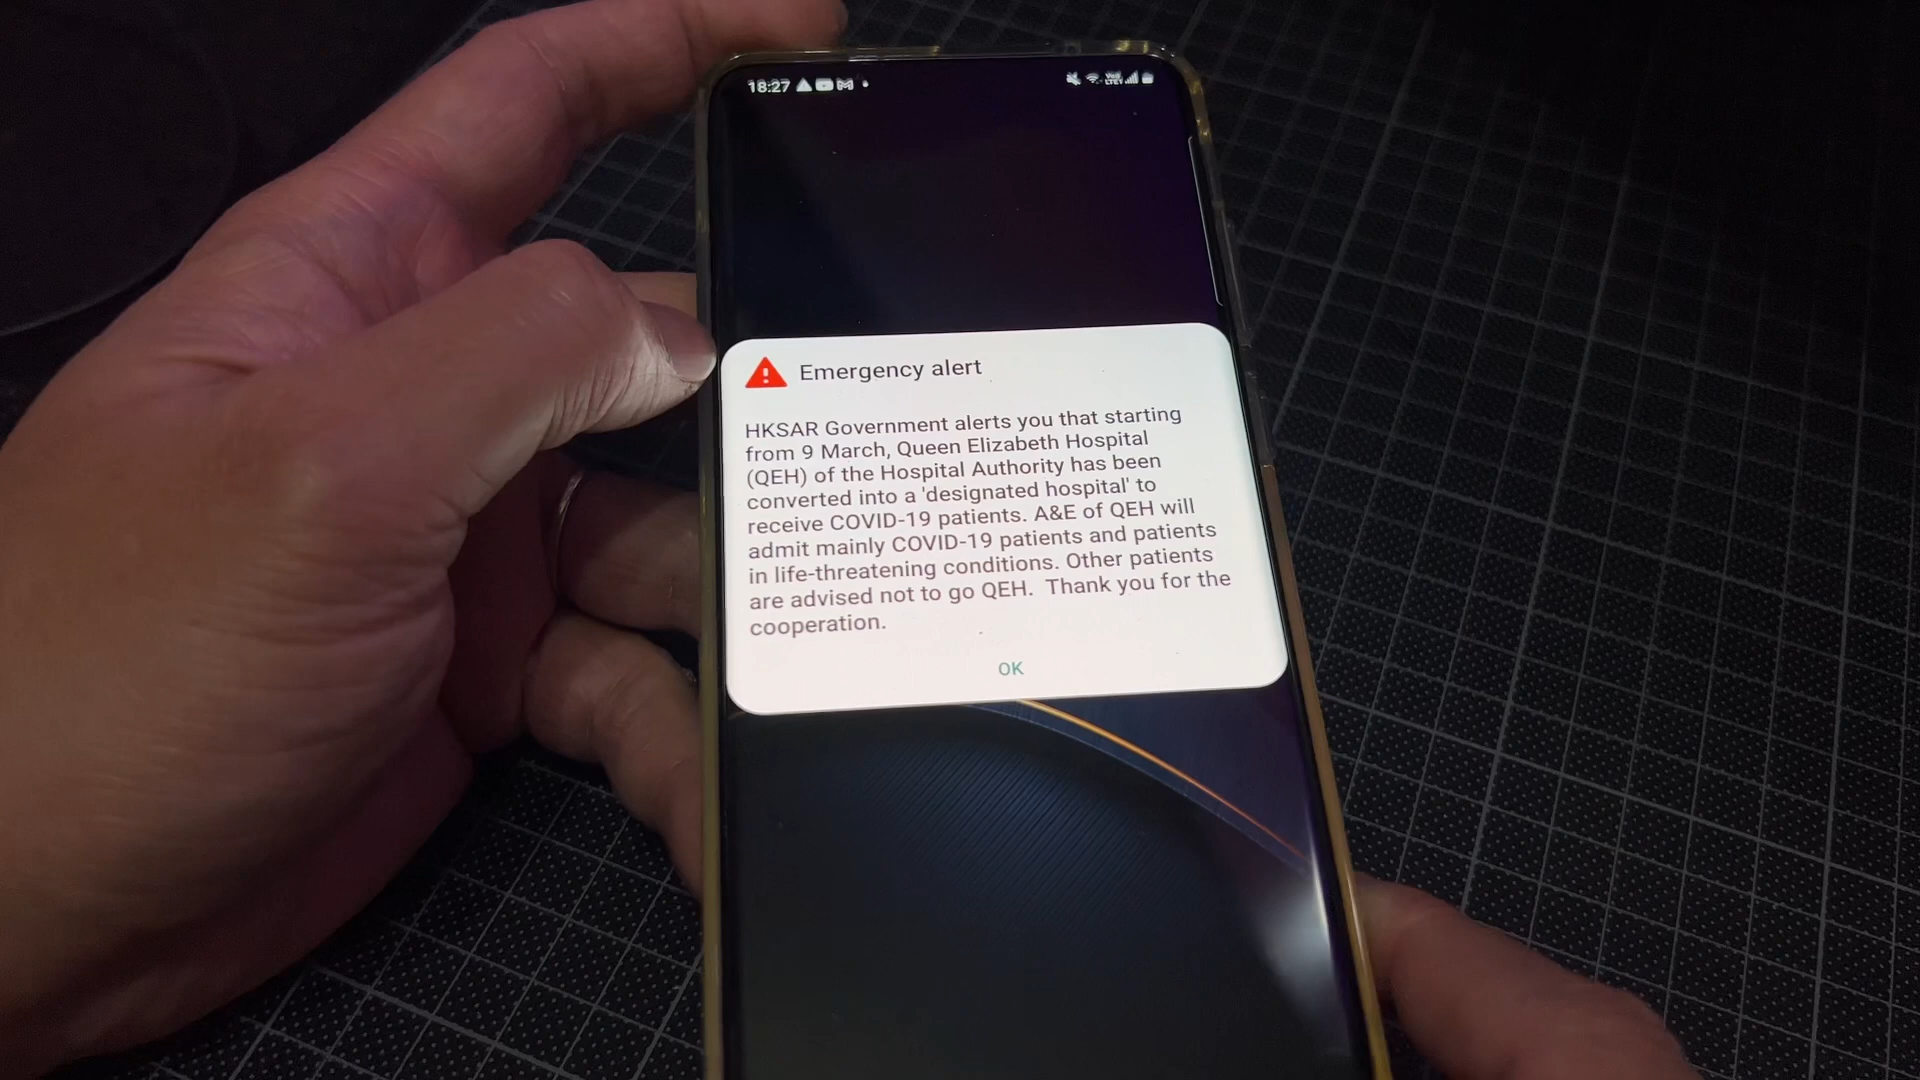 18:27
Emergency alert
HKSAR Government alerts you that starting
from 9 March, Queen Elizabeth Hospital
(QEH) of the Hospital Authority has been
converted into a 'designated hospital' to
receive COVID-19 patients. A&E of QEH will
admit mainly COVID-19 patients and patients
in life-threatening conditions. Other patients
are advised not to go QEH.  Thank you for the
cooperation.
OK